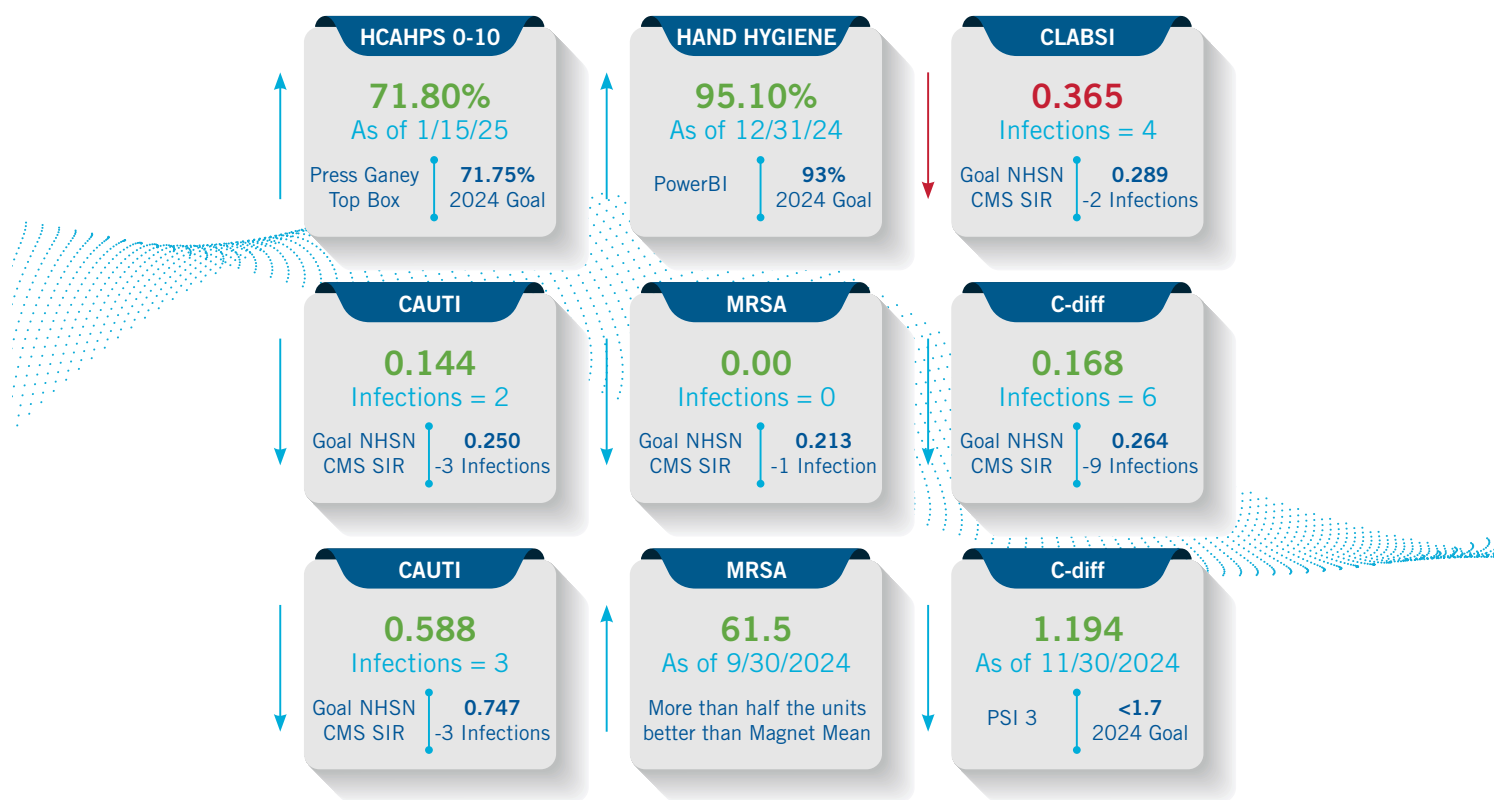 HCAHPS 0-10
71.80%
As of 1/15/25
Press Ganey
Top Box
71.75%
2024 Goal
HAND HYGIENE
95.10%
As of 12/31/24
PowerBI
93%
2024 Goal
CLABSI
0.365
Infections = 4
Goal NHSN
CMS SIR
0.289
-2 Infections
CAUTI
0.144
Infections = 2
Goal NHSN
CMS SIR
0.250
-3 Infections
MRSA
0.00
Infections = 0
Goal NHSN
CMS SIR
0.213
-1 Infection
C-diff
0.168
Infections = 6
Goal NHSN
CMS SIR
0.264
-9 Infections
CAUTI
0.588
Infections = 3
Goal NHSN
CMS SIR
0.747
-3 Infections
MRSA
61.5
As of 9/30/2024
More than half the units
better than Magnet Mean
C-diff
1.194
As of 11/30/2024
PSI 3
<1.7
2024 Goal